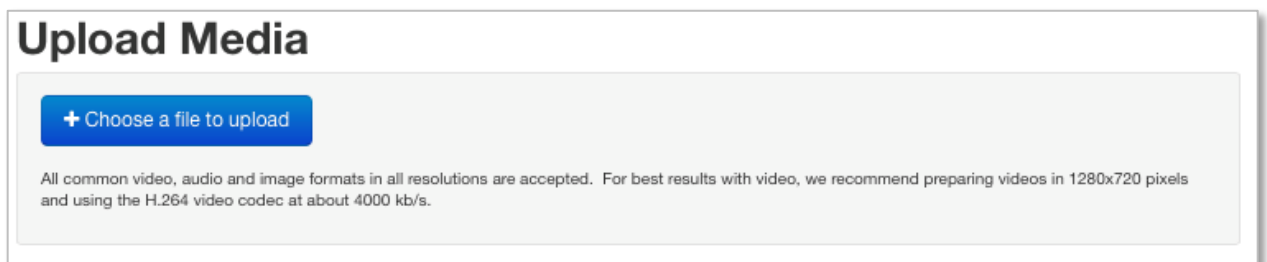 Upload Media
+ Choose a file to upload
All common video, audio and image formats in all resolutions are accepted.  For best results with video, we recommend preparing videos in 1280x720 pixels
and using the H.264 video codec at about 4000 kb/s.